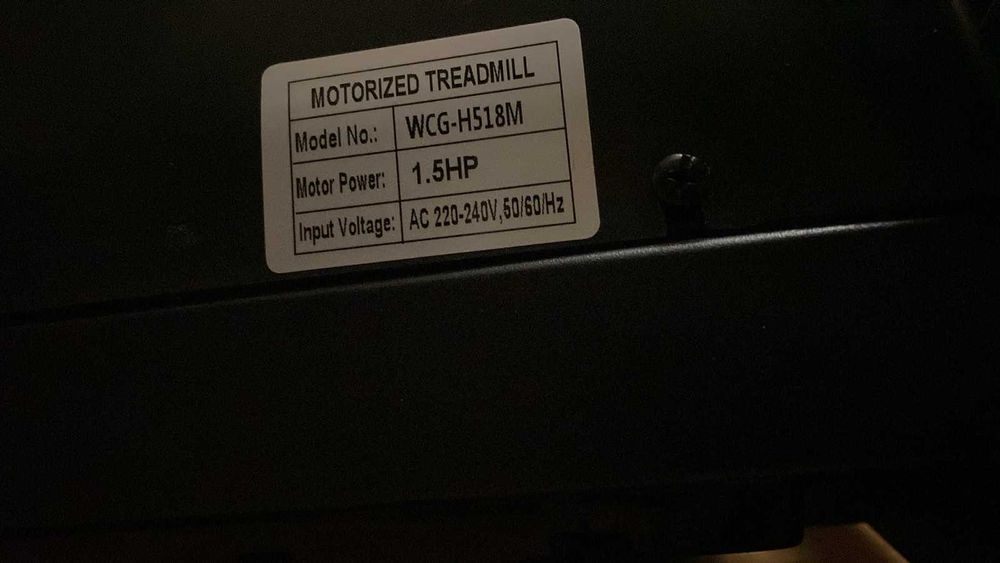 MOTORIZED TREADMILL
Model No.: WCG-H518M
Motor Power: 1.5HP
Input Voltage: AC 220-240V,50/60/Hz